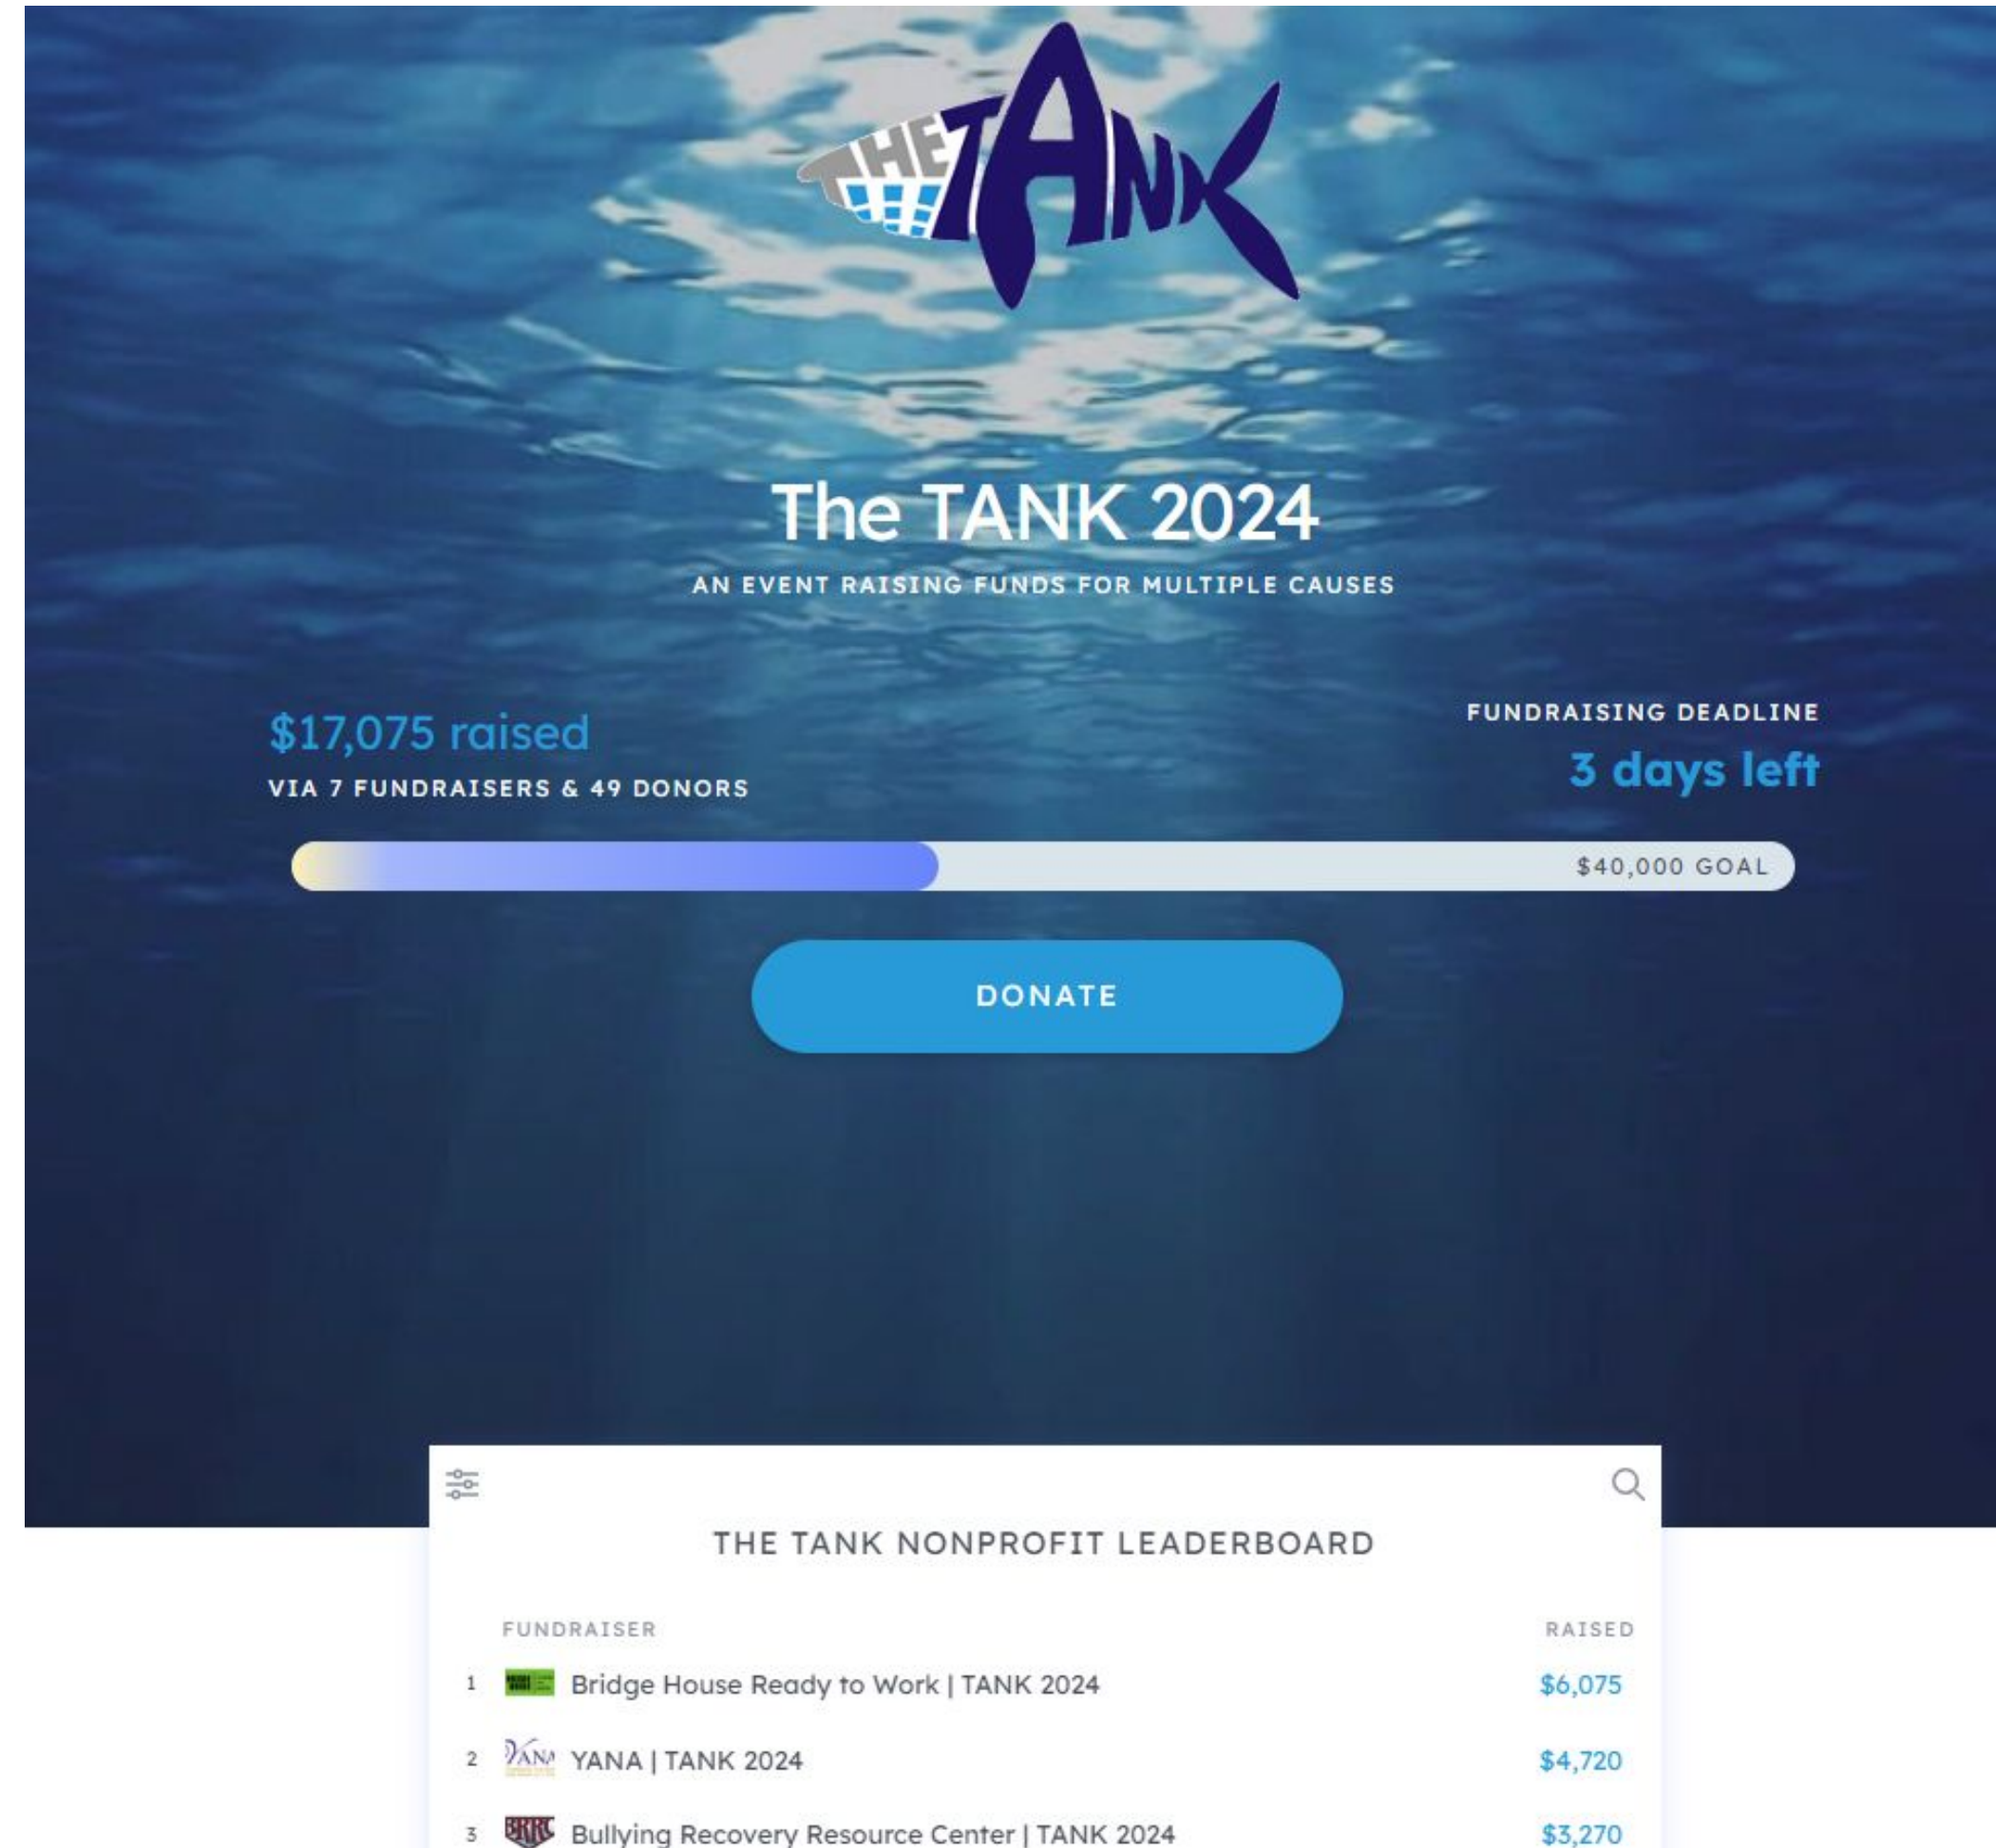 THE TANK
The TANK 2024
AN EVENT RAISING FUNDS FOR MULTIPLE CAUSES
$17,075 raised
VIA 7 FUNDRAISERS & 49 DONORS
FUNDRAISING DEADLINE
3 days left
$40,000 GOAL
DONATE
THE TANK NONPROFIT LEADERBOARD
FUNDRAISER RAISED
1 Bridge House Ready to Work | TANK 2024 $6,075
2 YANA YANA | TANK 2024 $4,720
3 BRRC Bullying Recovery Resource Center | TANK 2024 $3,270